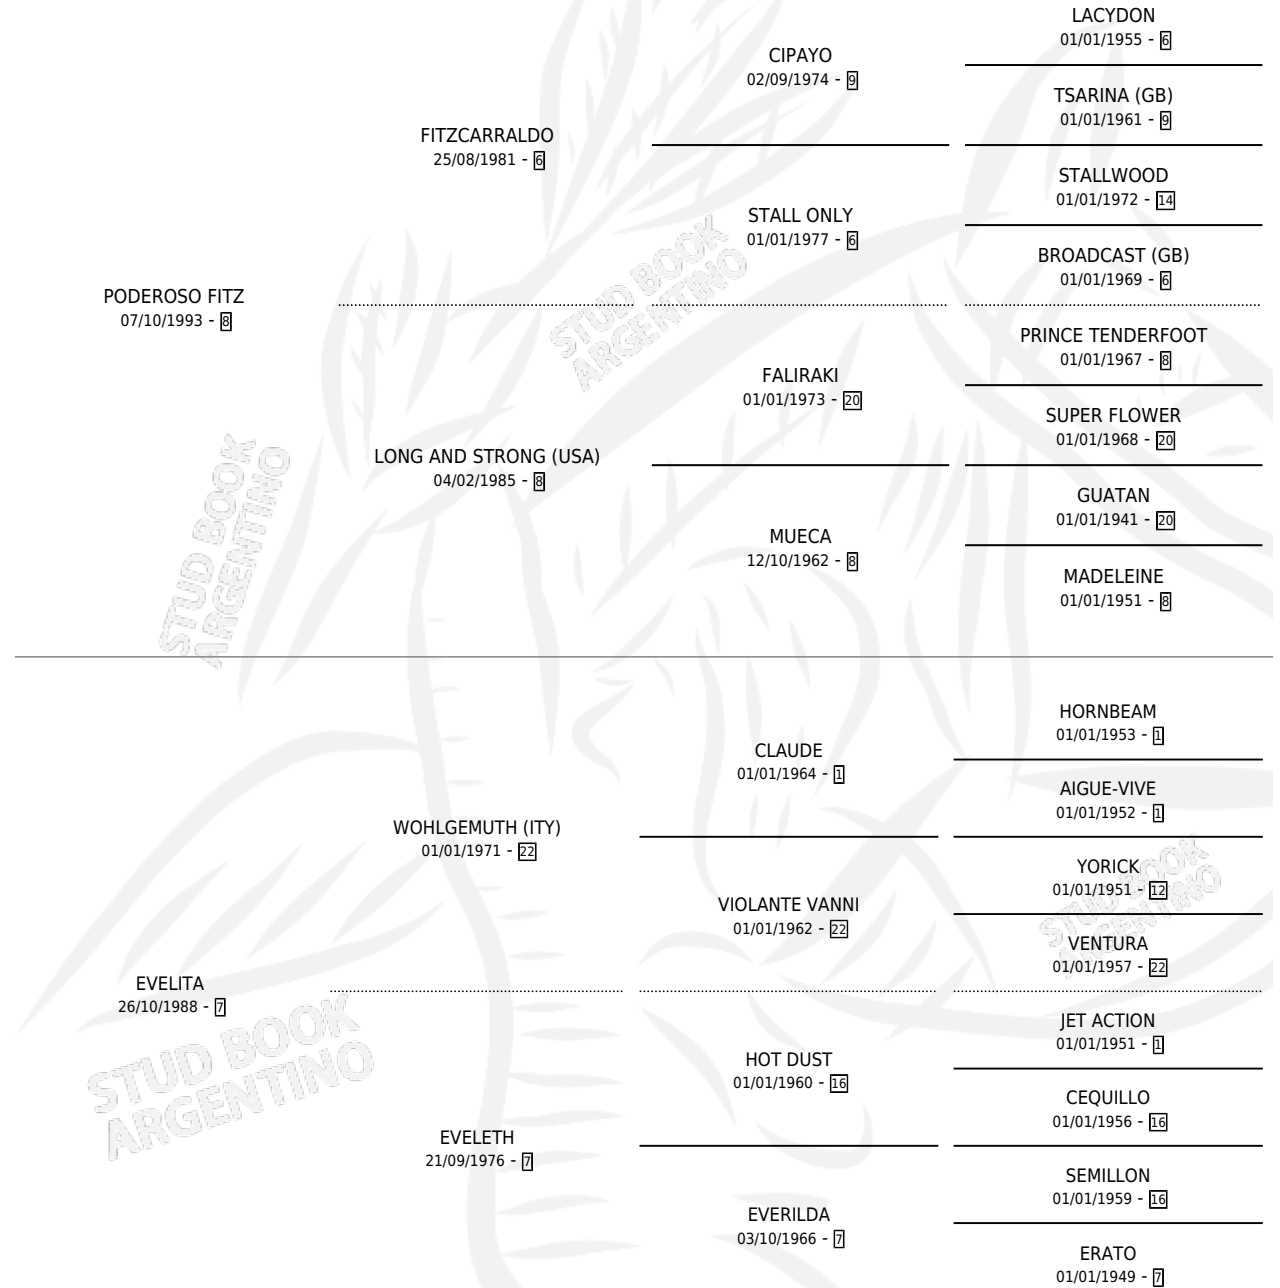 LACYDON
01/01/1955 - 6
CIPAYO
02/09/1974 - 9
TSARINA (GB)
01/01/1961 - 9
FITZCARRALDO
25/08/1981 - 6
STALLWOOD
01/01/1972 - 14
STALL ONLY
01/01/1977 - 6
BROADCAST (GB)
01/01/1969 - 6
PODEROSO FITZ
07/10/1993 - 8
PRINCE TENDERFOOT
01/01/1967 - 8
FALIRAKI
01/01/1973 - 20
SUPER FLOWER
01/01/1968 - 20
LONG AND STRONG (USA)
04/02/1985 - 8
GUATAN
01/01/1941 - 20
MUECA
12/10/1962 - 8
MADELEINE
01/01/1951 - 8
HORNBEAM
01/01/1953 - 1
CLAUDE
01/01/1964 - 1
AIGUE-VIVE
01/01/1952 - 1
WOHLGEMUTH (ITY)
01/01/1971 - 22
YORICK
01/01/1951 - 12
VIOLANTE VANNI
01/01/1962 - 22
VENTURA
01/01/1957 - 22
EVELITA
26/10/1988 - 7
JET ACTION
01/01/1951 - 1
HOT DUST
01/01/1960 - 16
CEQUILLO
01/01/1956 - 16
EVELETH
21/09/1976 - 7
SEMILLON
01/01/1959 - 16
EVERILDA
03/10/1966 - 7
ERATO
01/01/1949 - 7
STUD BOOK
ARGENTINO
STUD BOOK
ARGENTINO
STUD BOOK
ARGENTINO
STUD BOOK
ARGENTINO